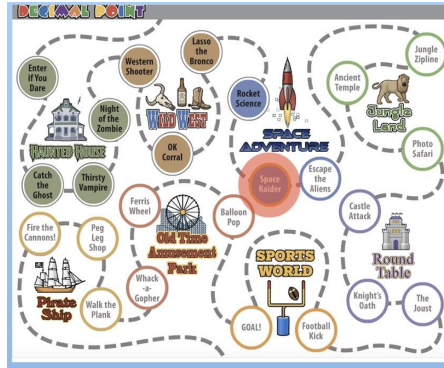 DECIMAL POINT
Lasso
the
Bronco
Jungle
Zipline
Enter
if You
Dare
Western
Shooter
Rocket
Science
Ancient
Temple
Night
of the
Zombie
WILD WEST
Jungle
Land
HAUNTED HOUSE
SPACE
ADVENTURE
OK
Corral
Photo
Safari
Catch
the
Ghost
Thirsty
Vampire
Space
Raider
Escape
the
Aliens
Ferris
Wheel
Balloon
Pop
Castle
Attack
Fire the
Cannons!
Peg
Leg
Shop
Old Time
Amusement
Park
SPORTS
WORLD
Round
Table
Whack
-a-
Gopher
Pirate
Ship
Walk the
Plank
Knight's
Oath
The
Joust
GOAL!
Football
Kick